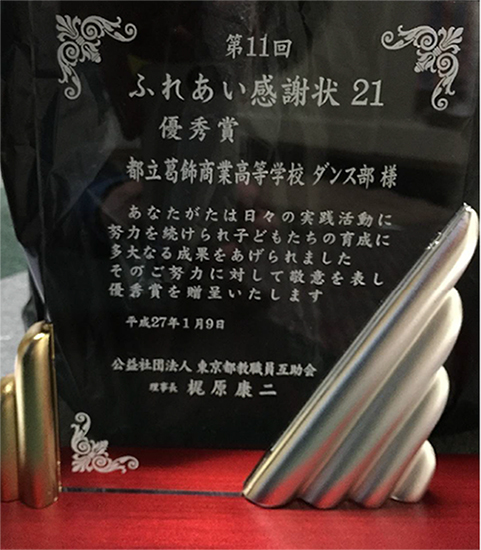 第11回
ふれあい感謝状 21
優秀賞
都立葛飾商業高等学校 ダンス部 様
あなたがたは日々の実践活動に
努力を続けられ子どもたちの育成に
多大なる成果をあげられました
そのご努力に対して敬意を表し
優秀賞を贈呈いたします
平成27年1月9日
公益社団法人 東京都教職員互助会
理事長 梶原康二